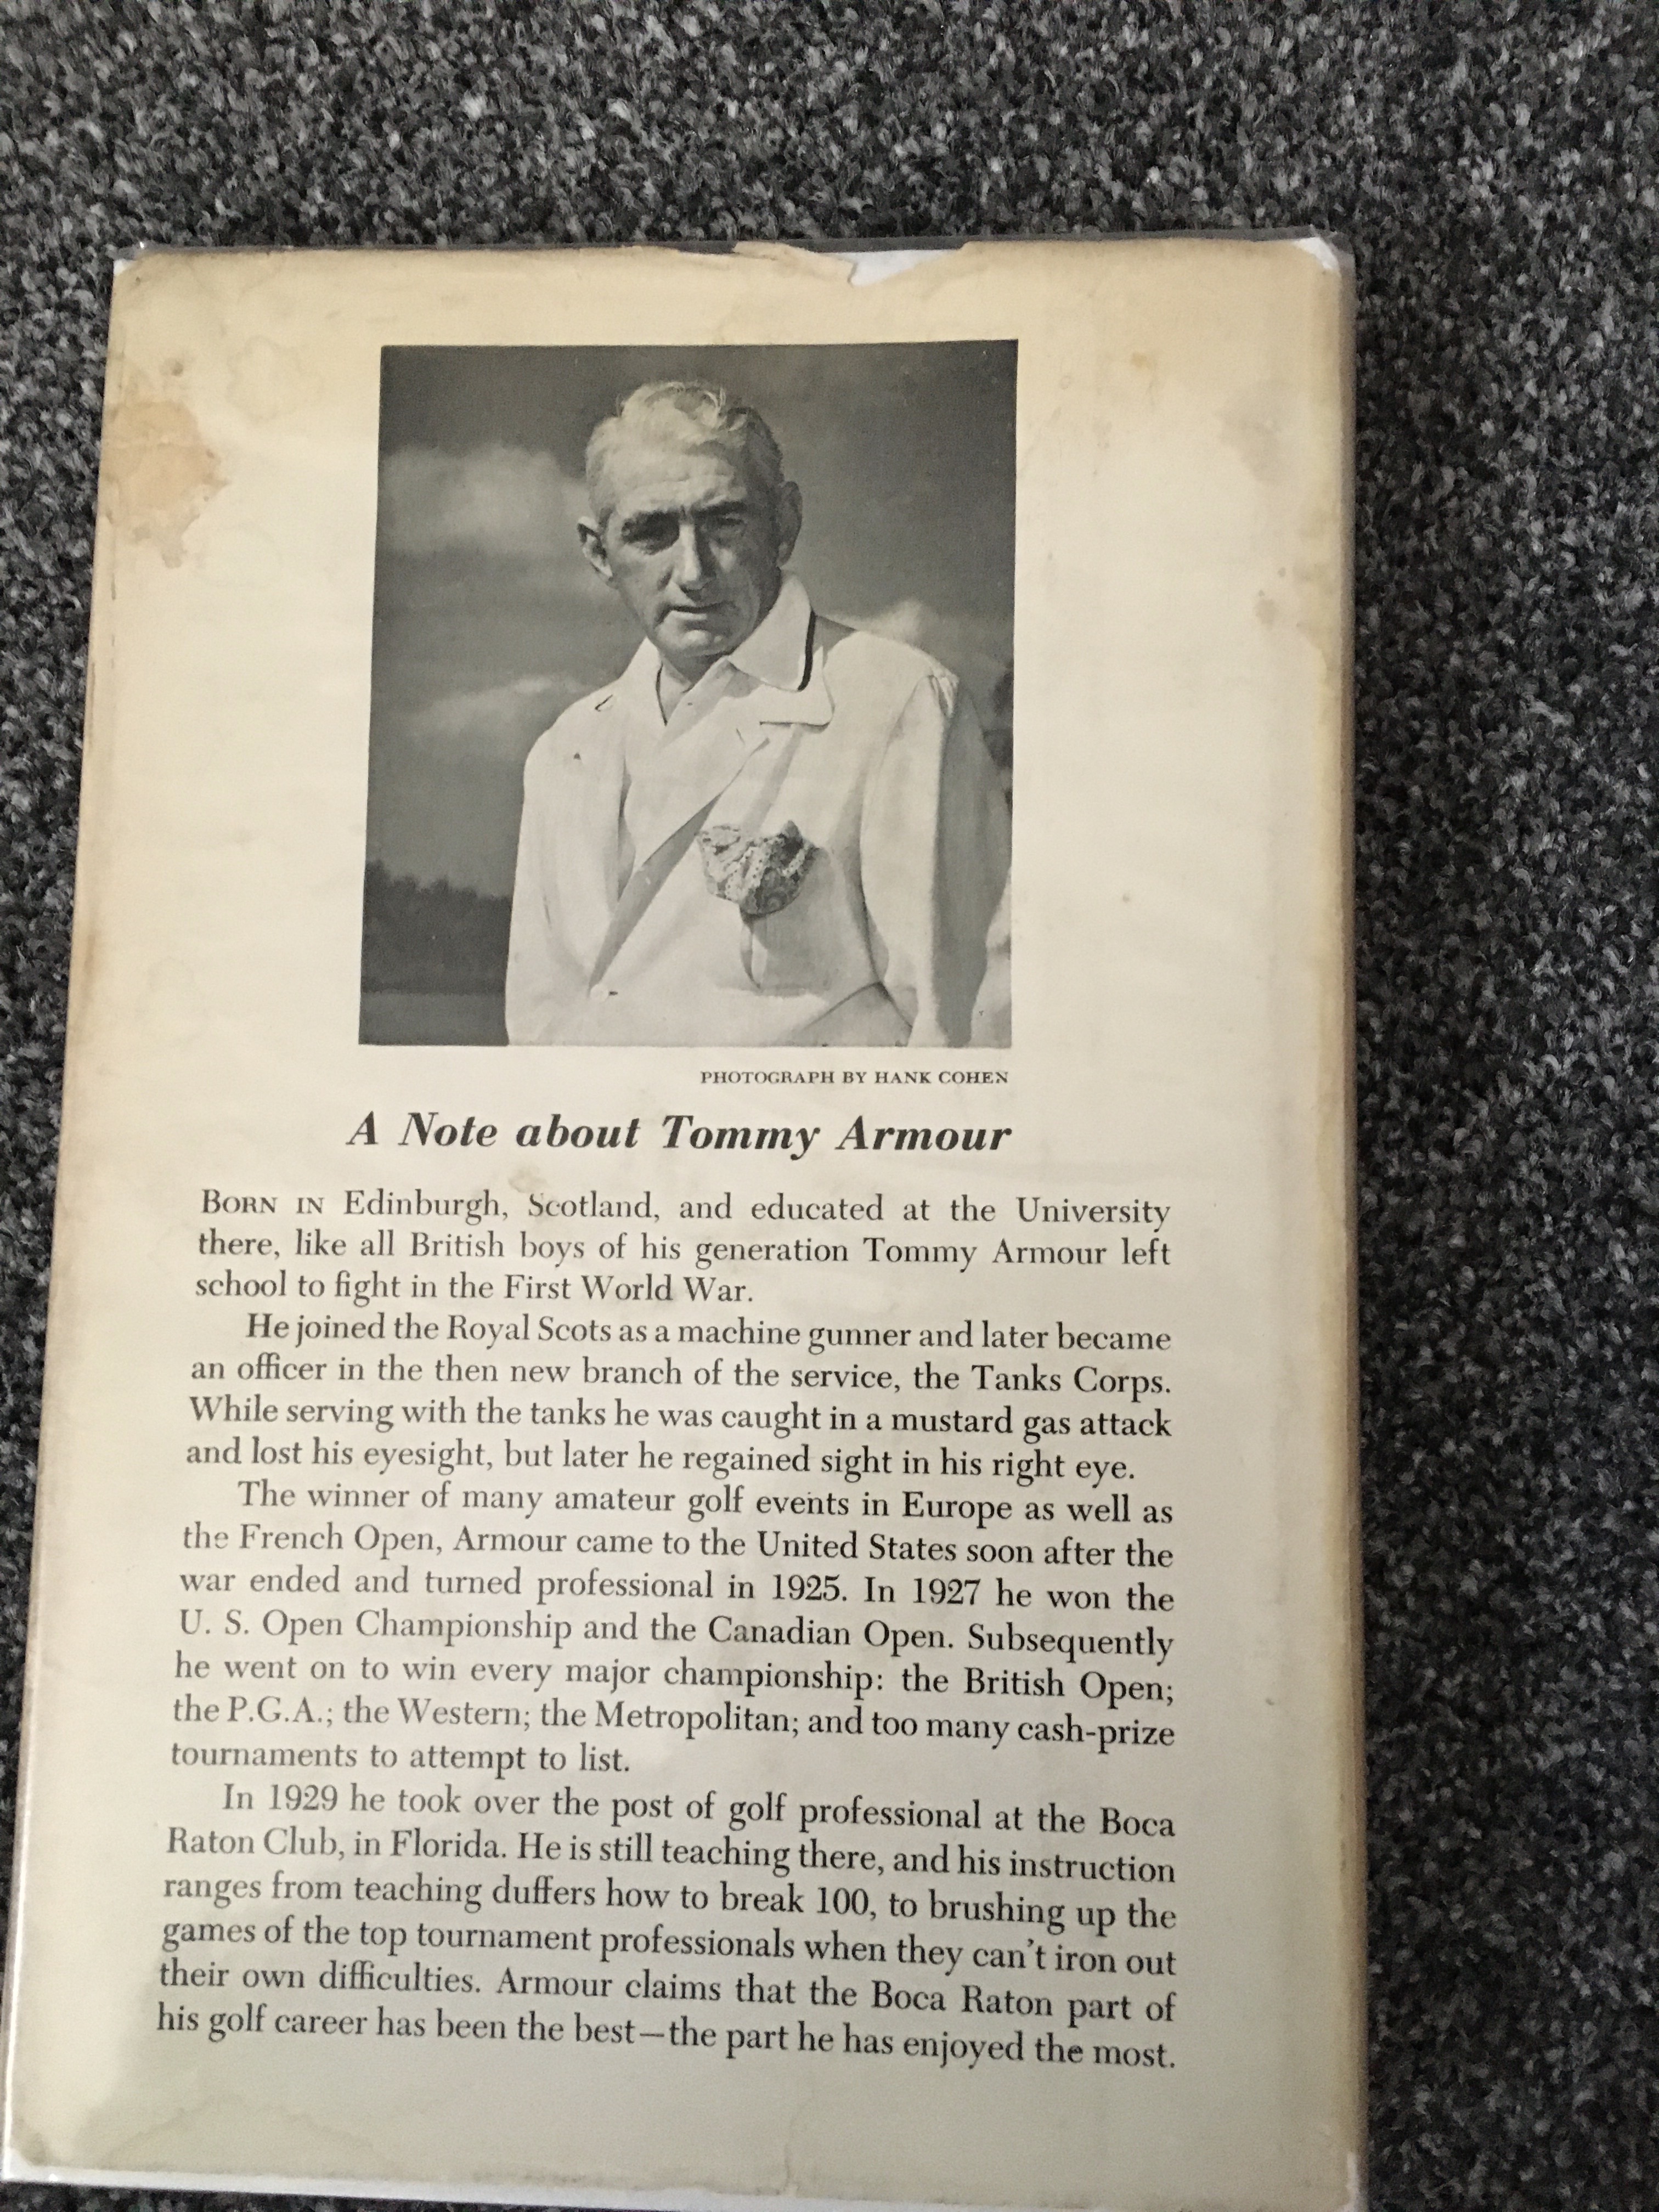 PHOTOGRAPH BY HANK COHEN
A Note about Tommy Armour
BORN IN Edinburgh, Scotland, and educated at the University
there, like all British boys of his generation Tommy Armour left
school to fight in the First World War.
He joined the Royal Scots as a machine gunner and later became
an officer in the then new branch of the service, the Tanks Corps.
While serving with the tanks he was caught in a mustard gas attack
and lost his eyesight, but later he regained sight in his right eye.
The winner of many amateur golf events in Europe as well as
the French Open, Armour came to the United States soon after the
war ended and turned professional in 1925. In 1927 he won the
U. S. Open Championship and the Canadian Open. Subsequently
he went on to win every major championship: the British Open;
the P.G.A.; the Western; the Metropolitan; and too many cash-prize
tournaments to attempt to list.
In 1929 he took over the post of golf professional at the Boca
Raton Club, in Florida. He is still teaching there, and his instruction
ranges from teaching duffers how to break 100, to brushing up the
games of the top tournament professionals when they can't iron out
their own difficulties. Armour claims that the Boca Raton part of
his golf career has been the best—the part he has enjoyed the most.